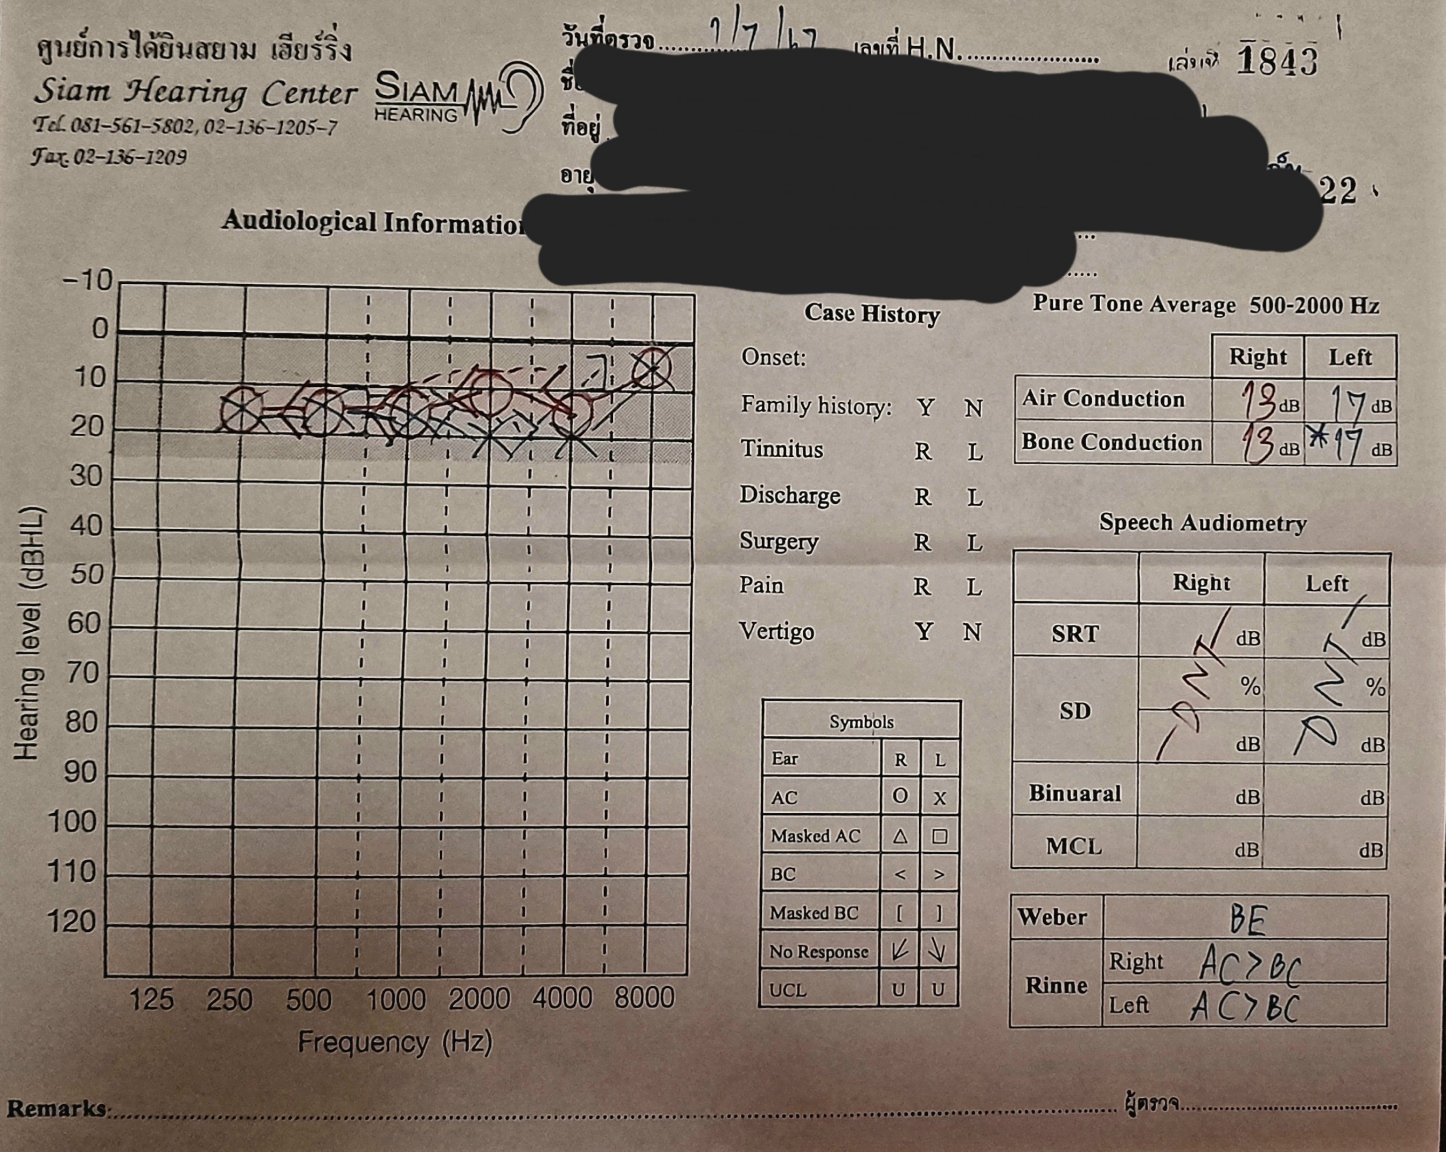 ศูนย์การได้ยินสยาม เฮียร์ริ่ง
Siam Hearing Center
Tel. 081-561-5802, 02-136-1205-7
Fax. 02-136-1209
SIAM
HEARING
วันที่ตรวจ 1/7/67 เลขที่ H.N. เล่มที่ 1843
ที่อยู่
อายุ
22
Audiological Information
-10
0
10
20
30
40
50
60
70
80
90
100
110
120
Hearing level (dBHL)
125 250 500 1000 2000 4000 8000
Frequency (Hz)
Case History
Onset:
Family history: Y N
Tinnitus R L
Discharge R L
Surgery R L
Pain R L
Vertigo Y N
Symbols
Ear R L
AC O X
Masked AC △ □
BC < >
Masked BC [ ]
No Response ↙ ↘
UCL U U
Pure Tone Average 500-2000 Hz
Right Left
Air Conduction 13 dB 17 dB
Bone Conduction 13 dB *17 dB
Speech Audiometry
Right Left
SRT dB dB
SD % %
dB dB
Binuaral dB dB
MCL dB dB
Weber BE
Rinne
Right AC>BC
Left AC>BC
Remarks: ผู้ตรวจ